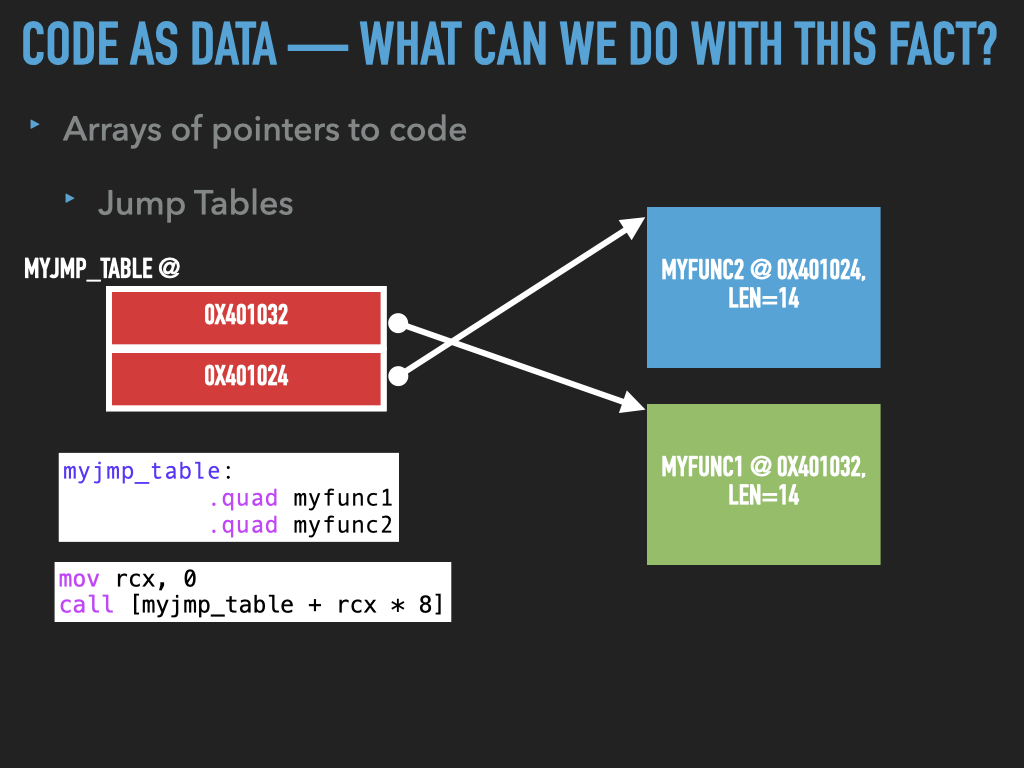 CODE AS DATA — WHAT CAN WE DO WITH THIS FACT?
‣ Arrays of pointers to code
‣ Jump Tables
MYJMP_TABLE @
0X401032
0X401024
MYFUNC2 @ 0X401024,
LEN=14
MYFUNC1 @ 0X401032,
LEN=14
myjmp_table:
.quad myfunc1
.quad myfunc2
mov rcx, 0
call [myjmp_table + rcx * 8]